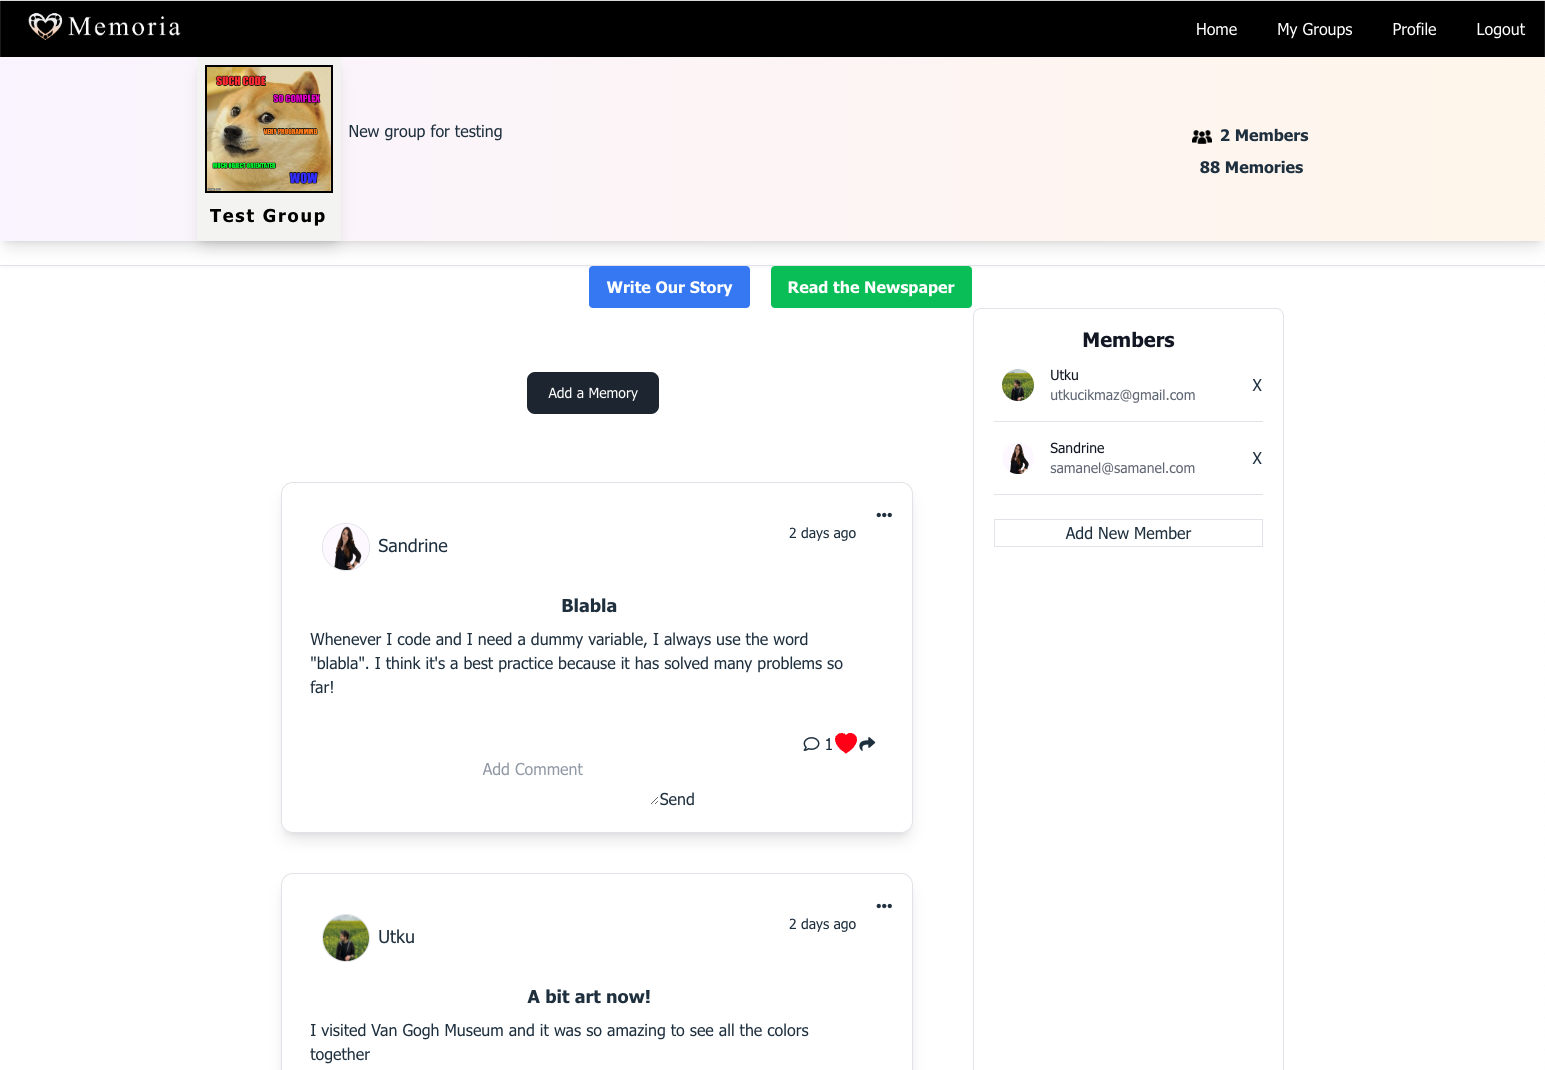 Memoria
Home
My Groups
Profile
Logout
SUCH CODE
SO COMPLEX
VERY PROGRAMMING
WOW
Test Group
New group for testing
2 Members
88 Memories
Write Our Story
Read the Newspaper
Add a Memory
Sandrine
2 days ago
•••
Blabla
Whenever I code and I need a dummy variable, I always use the word
"blabla". I think it's a best practice because it has solved many problems so
far!
1
Add Comment
Send
Utku
2 days ago
•••
A bit art now!
I visited Van Gogh Museum and it was so amazing to see all the colors
together
Members
Utku
utkucikmaz@gmail.com
X
Sandrine
samanel@samanel.com
X
Add New Member